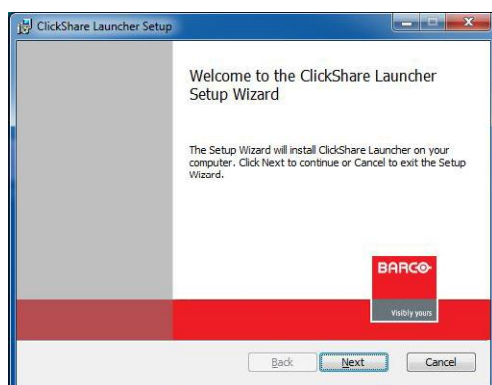 ClickShare Launcher Setup
Welcome to the ClickShare Launcher
Setup Wizard
The Setup Wizard will install ClickShare Launcher on your
computer. Click Next to continue or Cancel to exit the Setup
Wizard.
BARCO
Visibly yours
Back
Next
Cancel